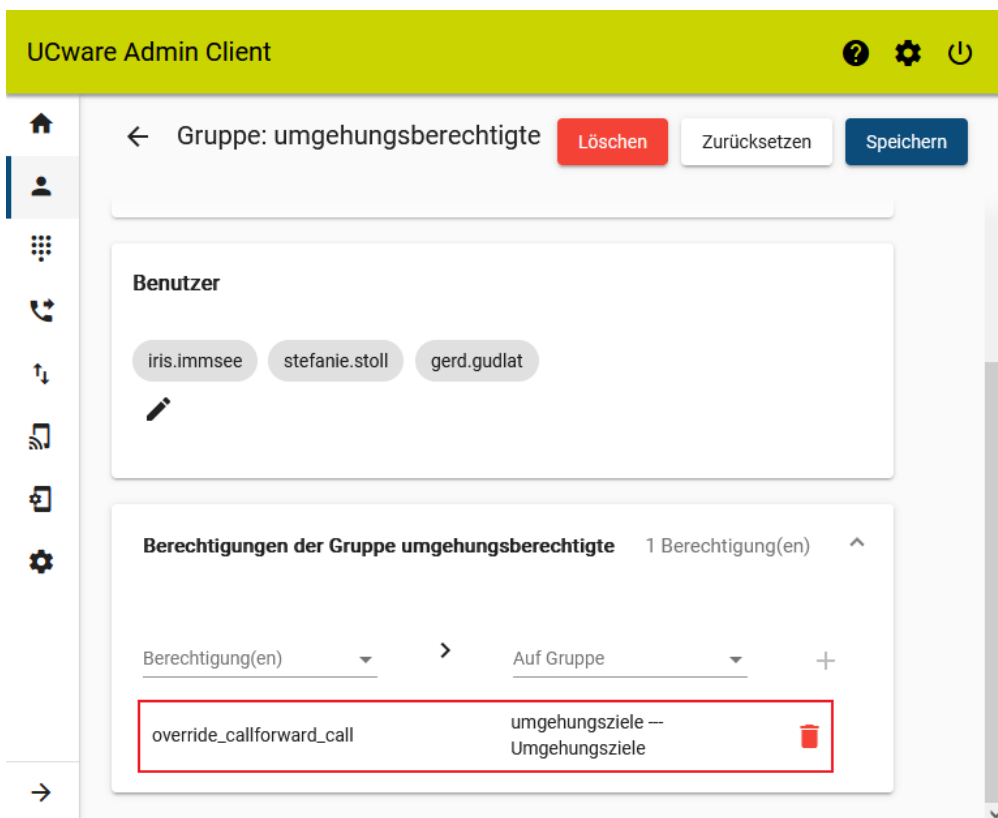 UCware Admin Client
Gruppe: umgehungsberechtigte
Löschen
Zurücksetzen
Speichern
Benutzer
iris.immsee stefanie.stoll gerd.gudlat
Berechtigungen der Gruppe umgehungsberechtigte 1 Berechtigung(en)
Berechtigung(en)
Auf Gruppe
override_callforward_call
umgehungsziele ---
Umgehungsziele